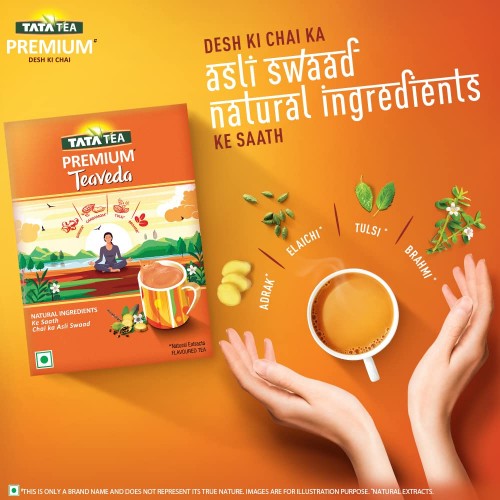 TATA TEA
PREMIUM
DESH KI CHAI
DESH KI CHAI KA
asli swaad
natural ingredients
KE SAATH
TATA TEA
PREMIUM
Teaveda
NATURAL INGREDIENTS
Ke Saath
Chai ka Asli Swaad
*Natural Extracts
FLAVOURED TEA
ADRAK*
ELAICHI*
TULSI*
BRAHMI*
*THIS IS ONLY A BRAND NAME AND DOES NOT REPRESENT ITS TRUE NATURE. IMAGES ARE FOR ILLUSTRATION PURPOSE. *NATURAL EXTRACTS.